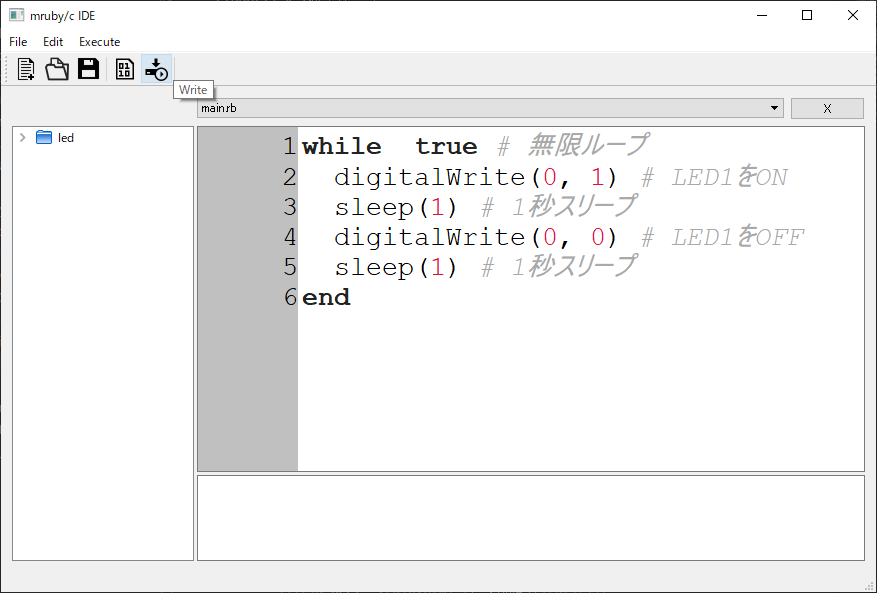 mruby/c IDE
File Edit Execute
Write
main.rb X
led
1 while  true # 無限ループ
2   digitalWrite(0, 1) # LED1をON
3   sleep(1) # 1秒スリープ
4   digitalWrite(0, 0) # LED1をOFF
5   sleep(1) # 1秒スリープ
6 end